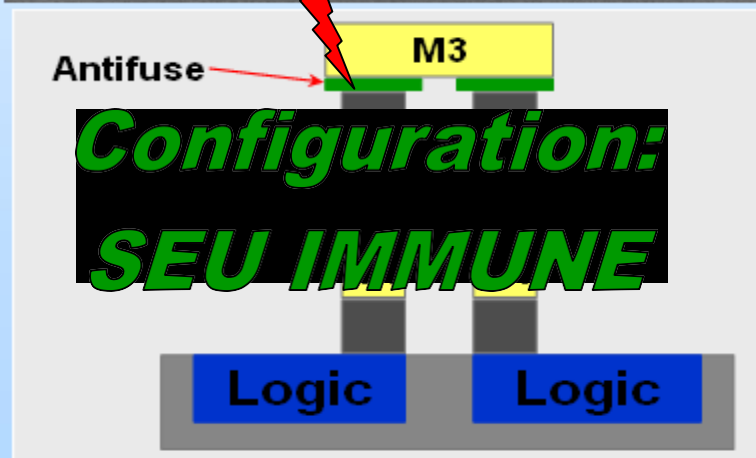 M3
Antifuse
Configuration:
SEU IMMUNE
Logic Logic